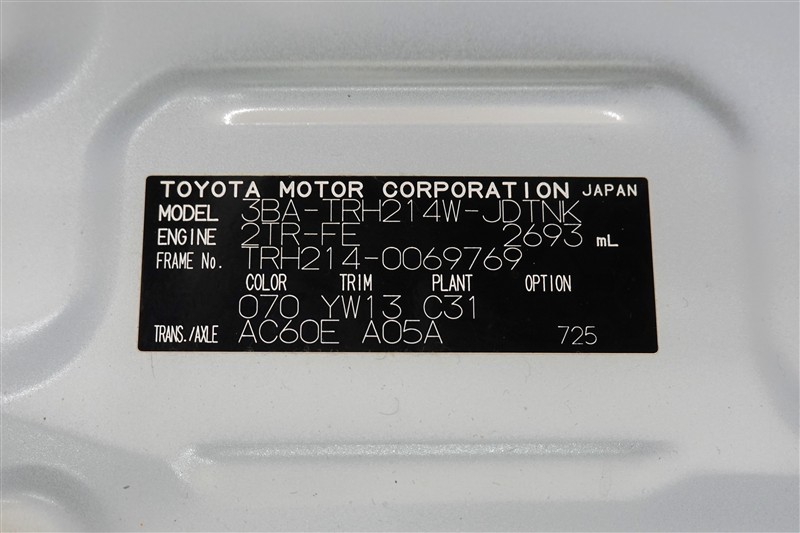 TOYOTA MOTOR CORPORATION JAPAN
MODEL 3BA-TRH214W-JDTNK
ENGINE 2TR-FE 2693 mL
FRAME No. TRH214-0069769
COLOR TRIM PLANT OPTION
070 YW13 C31
TRANS./AXLE AC60E A05A 725